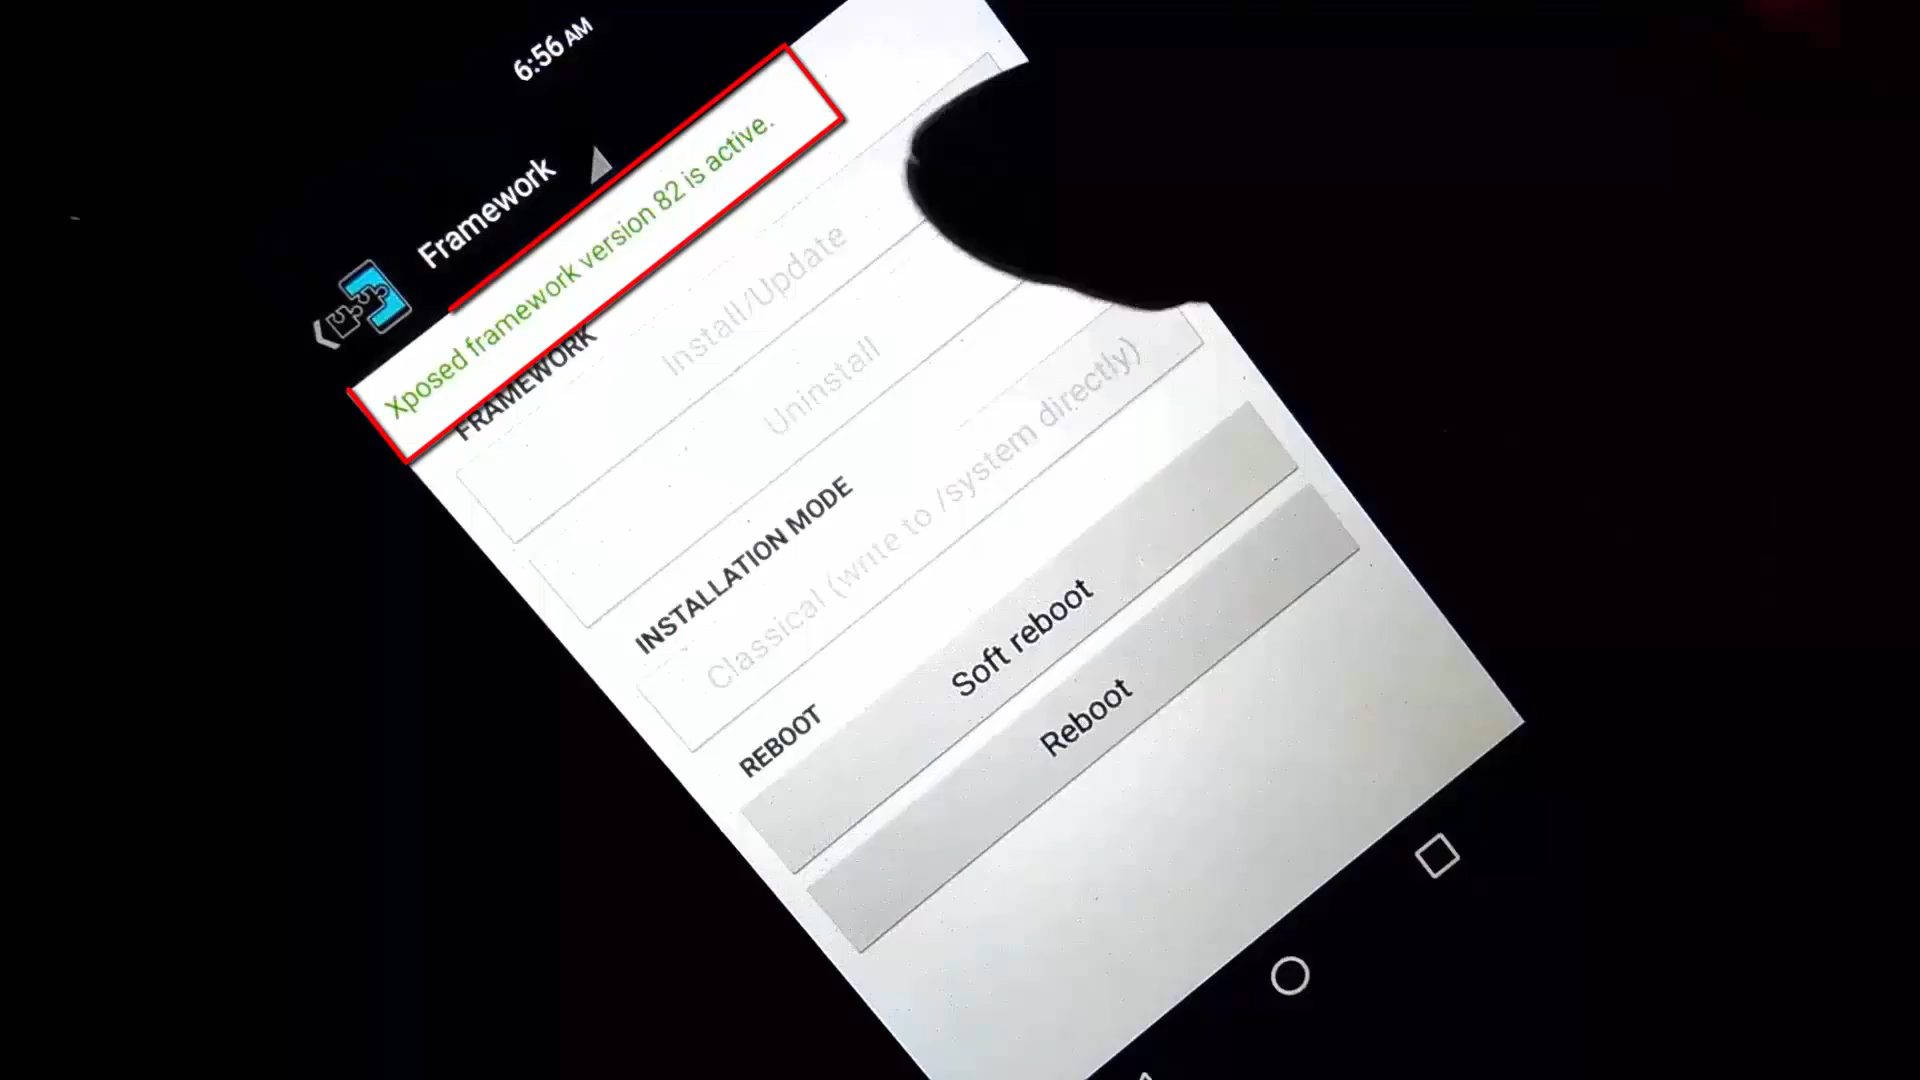 6:56 AM
Framework
Xposed framework version 82 is active.
FRAMEWORK
Install/Update
Uninstall
INSTALLATION MODE
Classical (write to /system directly)
REBOOT
Soft reboot
Reboot